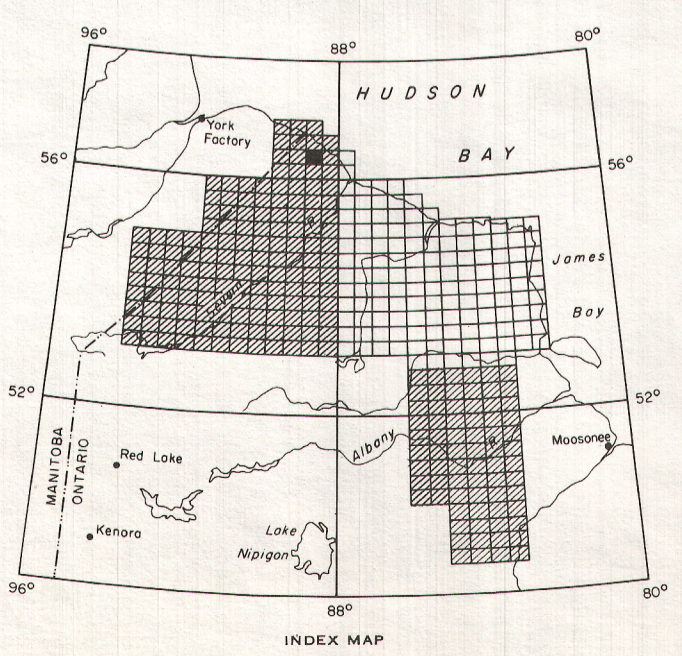 96°
88°
80°
HUDSON
BAY
York
Factory
56°
56°
R.
Severn
James
Bay
52°
52°
MANITOBA
ONTARIO
Red Lake
Albany
R.
Moosonee
Kenora
Lake
Nipigon
96°
88°
80°
INDEX MAP